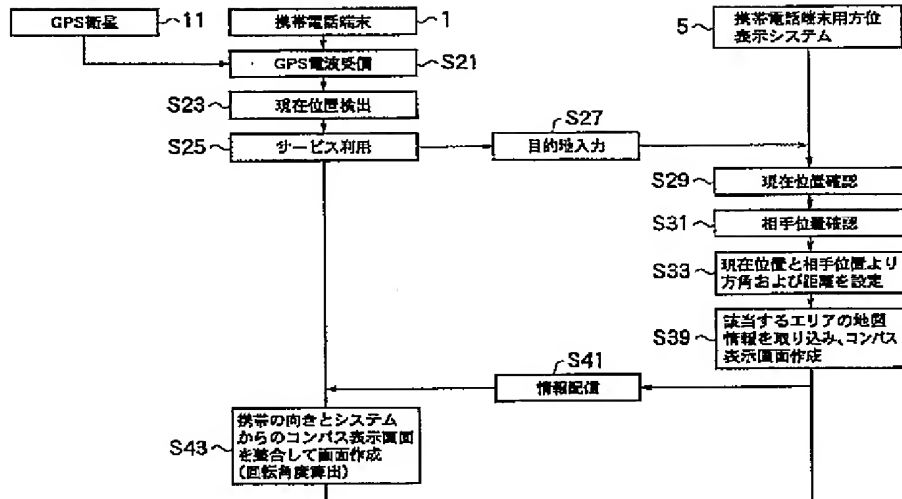 GPS衛星
11
携帯電話端末
1
5
携帯電話端末用方位
表示システム
GPS電波受信
S21
S23
現在位置検出
S25
サービス利用
S27
目的地入力
S29
現在位置確認
S31
相手位置確認
S33
現在位置と相手位置より
方角および距離を設定
S39
該当するエリアの地図
情報を取り込み、コンパス
表示画面作成
S41
情報配信
S43
携帯の向きとシステム
からのコンパス表示画面
を整合して画面作成
(回転角度算出)